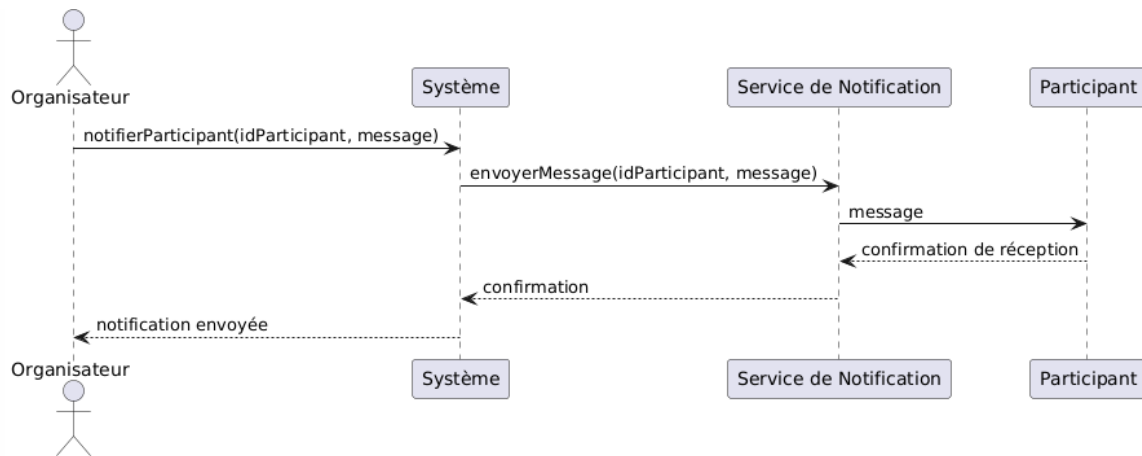 Organisateur
Système
Service de Notification
Participant
notifierParticipant(idParticipant, message)
envoyerMessage(idParticipant, message)
message
confirmation de réception
confirmation
notification envoyée
Organisateur
Système
Service de Notification
Participant